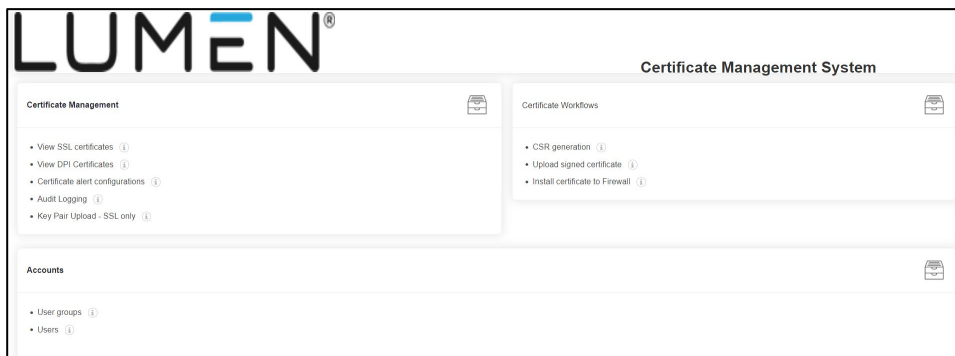 LUMEN®
Certificate Management System
Certificate Management
• View SSL certificates
• View DPI Certificates
• Certificate alert configurations
• Audit Logging
• Key Pair Upload - SSL only
Certificate Workflows
• CSR generation
• Upload signed certificate
• Install certificate to Firewall
Accounts
• User groups
• Users